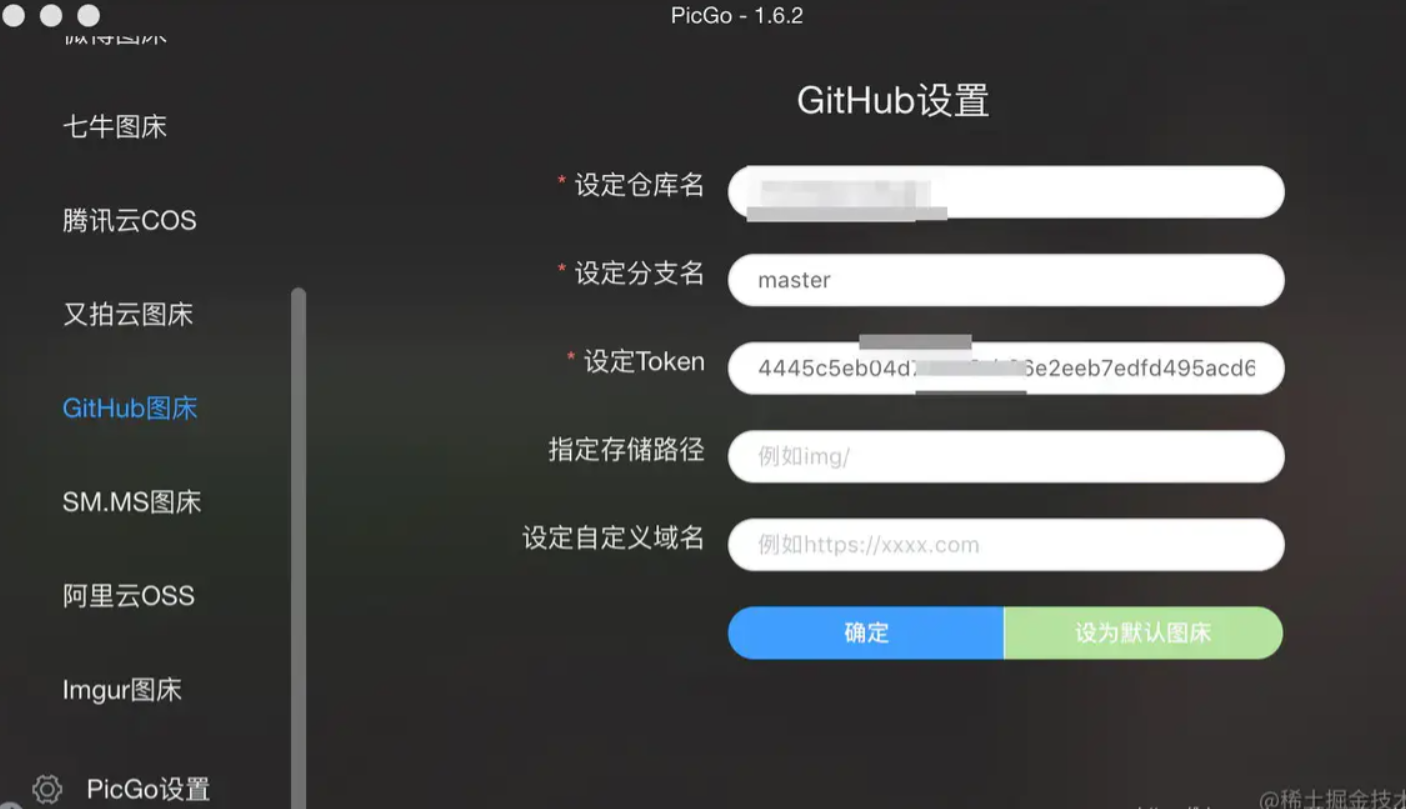 PicGo - 1.6.2
微博图床
七牛图床
腾讯云COS
又拍云图床
GitHub图床
SM.MS图床
阿里云OSS
Imgur图床
PicGo设置
GitHub设置
* 设定仓库名
* 设定分支名
master
* 设定Token
4445c5eb04d 6e2eeb7edfd495acd6
指定存储路径
例如img/
设定自定义域名
例如https://xxxx.com
确定
设为默认图床
@稀土掘金技术